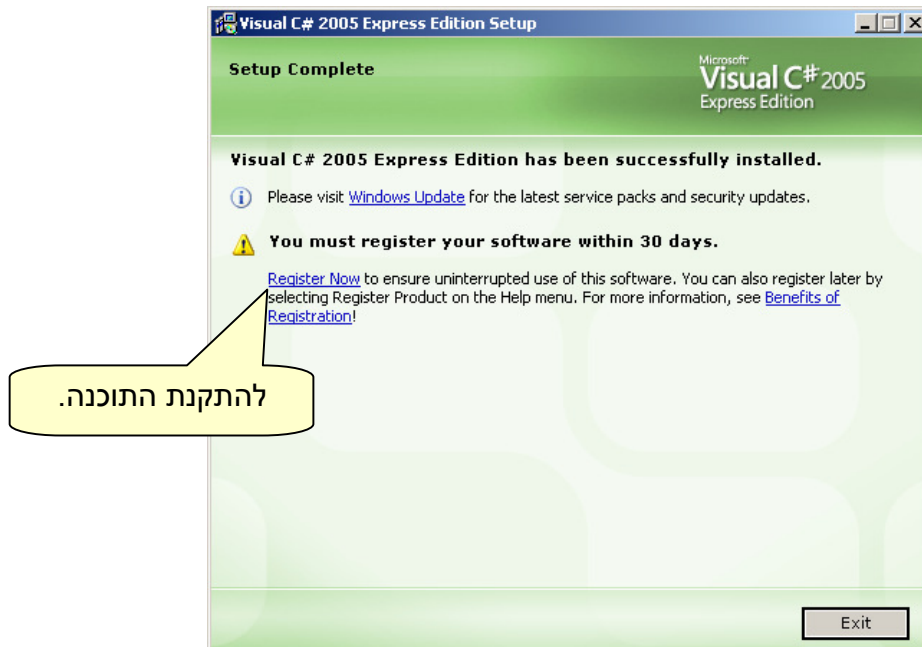 Visual C# 2005 Express Edition Setup
Setup Complete
Microsoft
Visual C# 2005
Express Edition
Visual C# 2005 Express Edition has been successfully installed.
Please visit Windows Update for the latest service packs and security updates.
You must register your software within 30 days.
Register Now to ensure uninterrupted use of this software. You can also register later by
selecting Register Product on the Help menu. For more information, see Benefits of
Registration!
להתקנת התוכנה.
Exit